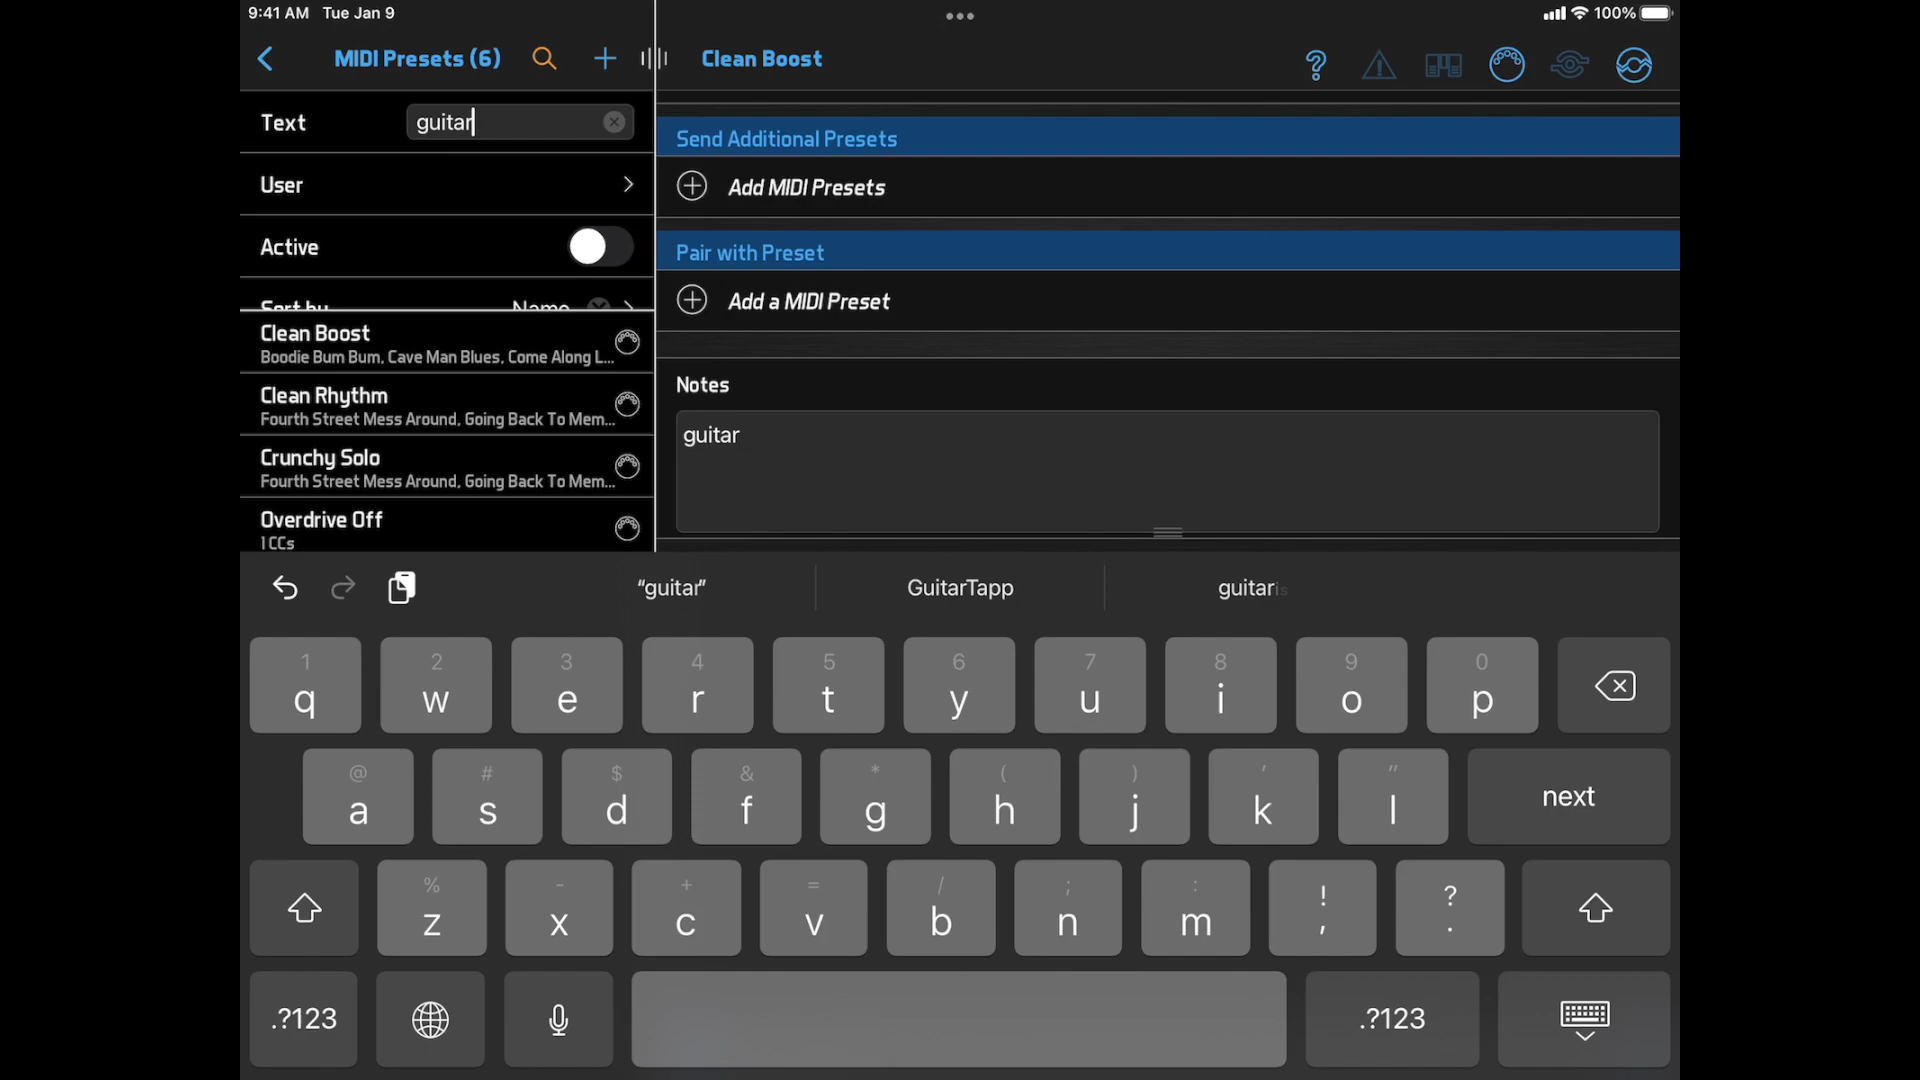 9:41 AM Tue Jan 9
100%
MIDI Presets (6)
Clean Boost
Text
guitar
User
Active
Sort by
Name
Clean Boost
Boodie Bum Bum, Cave Man Blues, Come Along L...
Clean Rhythm
Fourth Street Mess Around, Going Back To Mem...
Crunchy Solo
Fourth Street Mess Around, Going Back To Mem...
Overdrive Off
1 CCs
Send Additional Presets
Add MIDI Presets
Pair with Preset
Add a MIDI Preset
Notes
guitar
“guitar”
GuitarTapp
guitaris
1 2 3 4 5 6 7 8 9 0
q w e r t y u i o p
@ # $ & * ( ) ' "
a s d f g h j k l next
% - + = / ; : ! ?
z x c v b n m , .
.?123
.?123